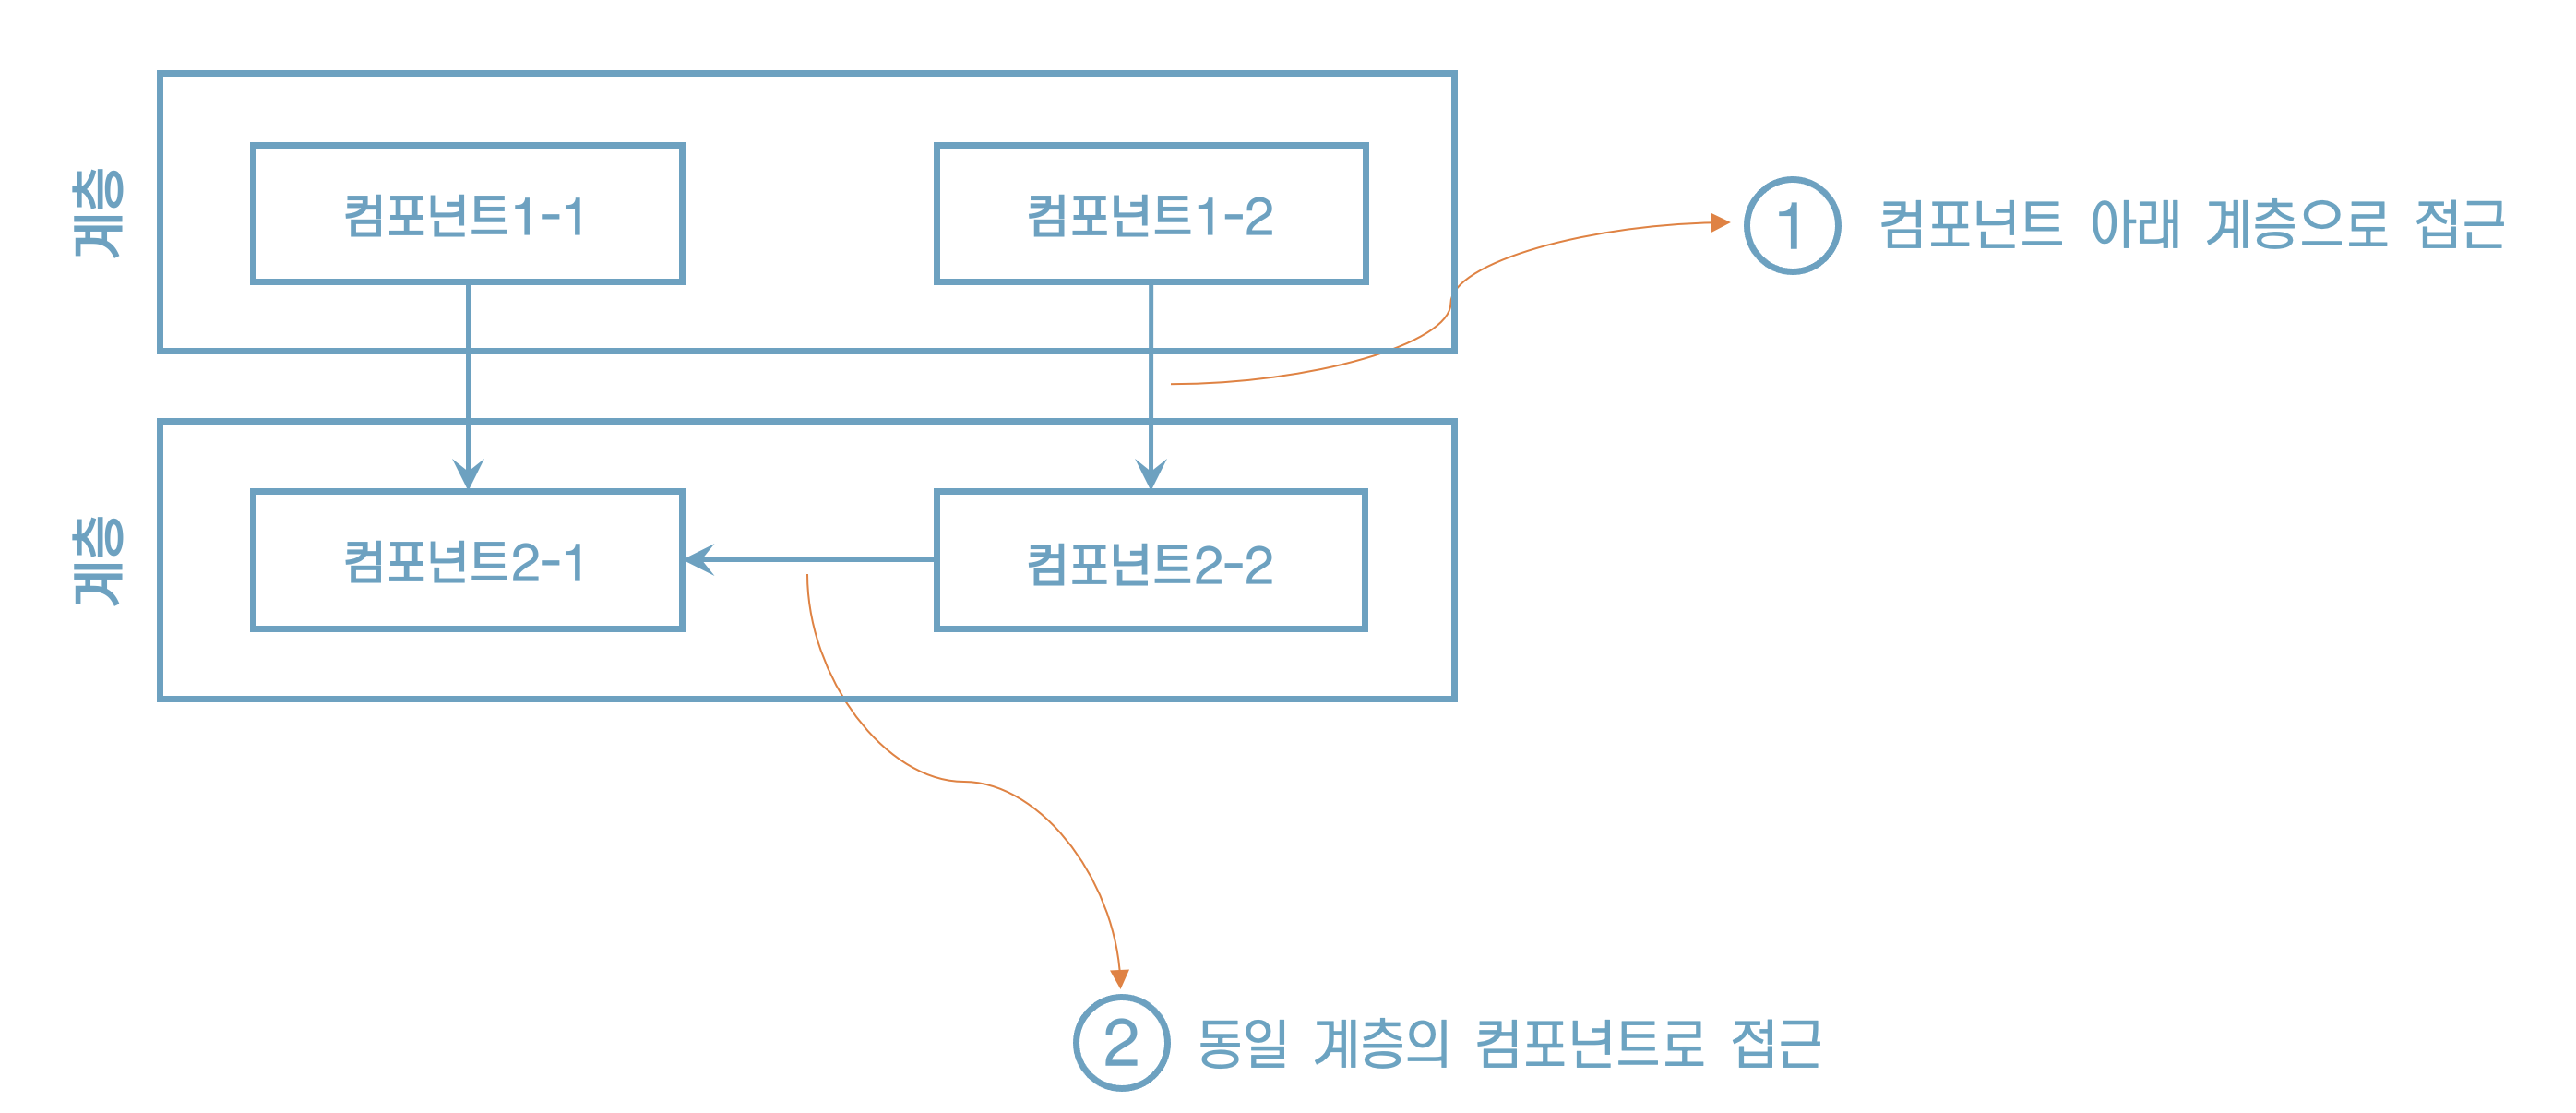 계층
컴포넌트1-1
컴포넌트1-2
1 컴포넌트 아래 계층으로 접근
계층
컴포넌트2-1
컴포넌트2-2
2 동일 계층의 컴포넌트로 접근